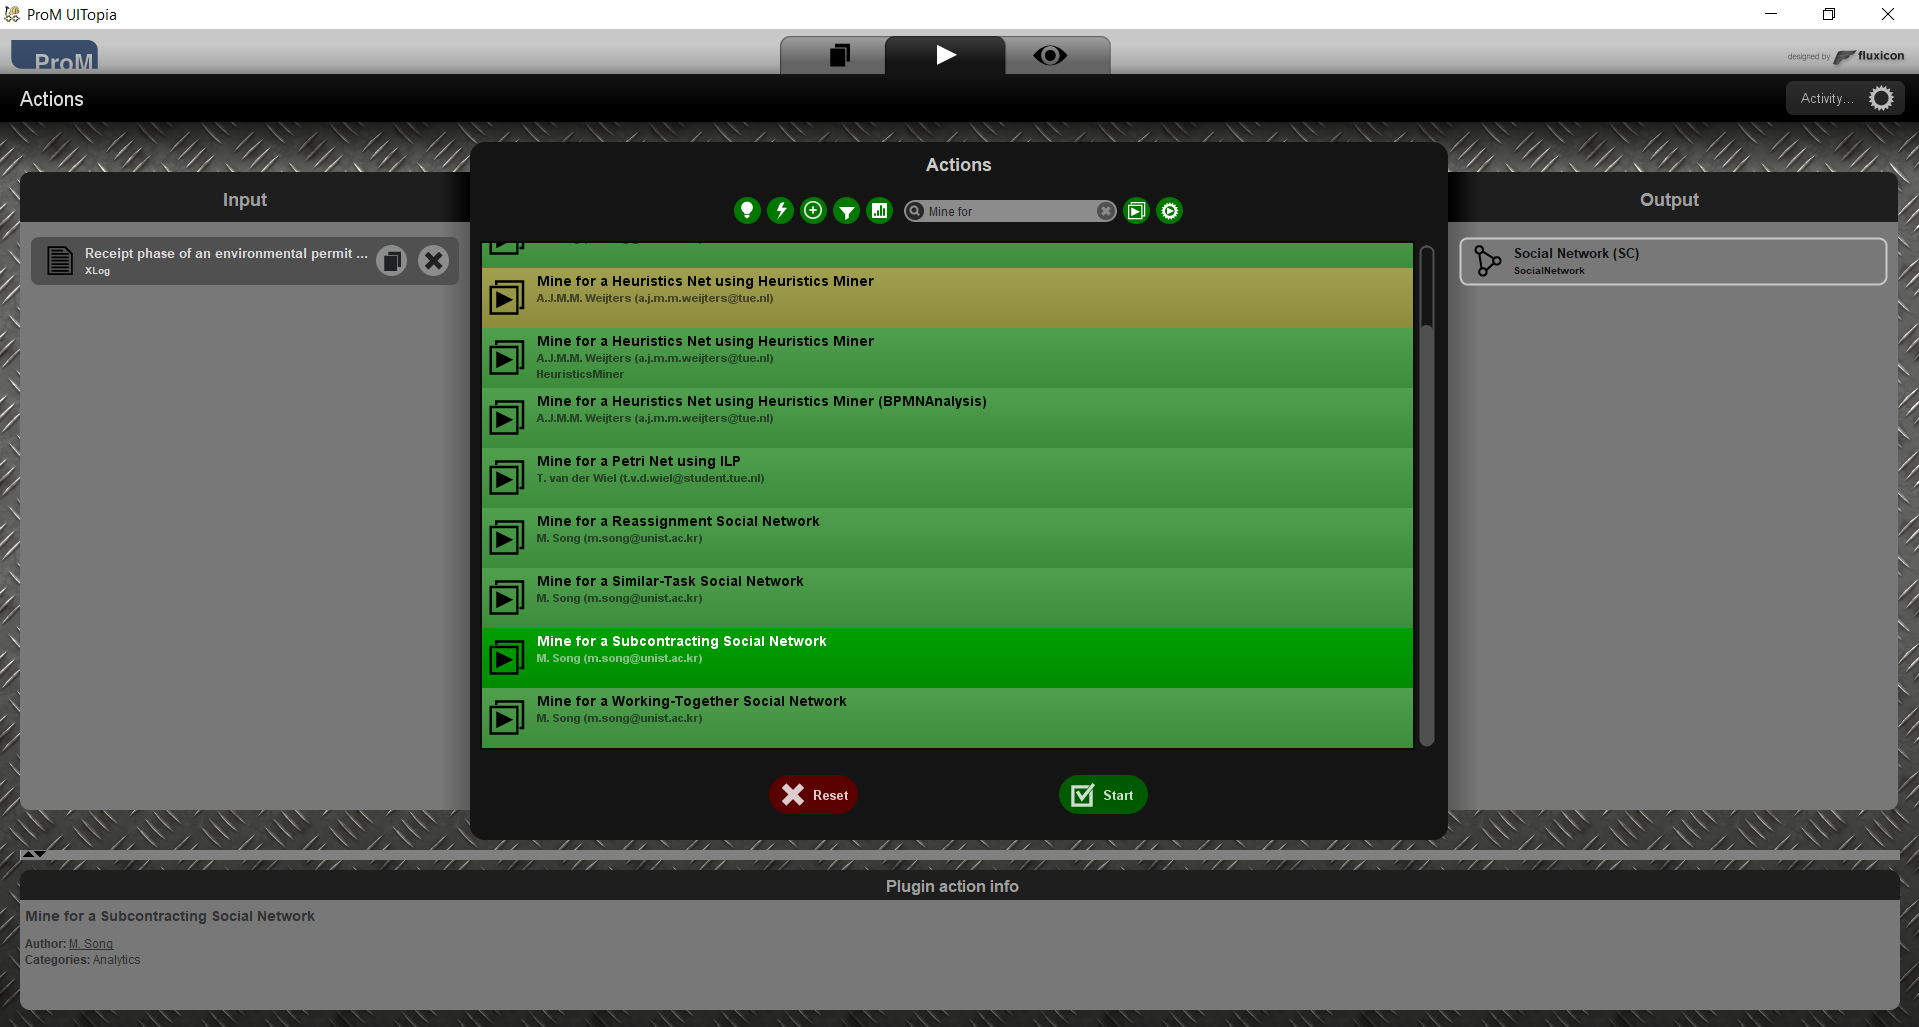 ProM UITopia
ProM
designed by fluxicon
Actions
Activity...
Input
Receipt phase of an environmental permit ...
XLog
Actions
Mine for
Mine for a Heuristics Net using Heuristics Miner
A.J.M.M. Weijters (a.j.m.m.weijters@tue.nl)
Mine for a Heuristics Net using Heuristics Miner
A.J.M.M. Weijters (a.j.m.m.weijters@tue.nl)
HeuristicsMiner
Mine for a Heuristics Net using Heuristics Miner (BPMNAnalysis)
A.J.M.M. Weijters (a.j.m.m.weijters@tue.nl)
Mine for a Petri Net using ILP
T. van der Wiel (t.v.d.wiel@student.tue.nl)
Mine for a Reassignment Social Network
M. Song (m.song@unist.ac.kr)
Mine for a Similar-Task Social Network
M. Song (m.song@unist.ac.kr)
Mine for a Subcontracting Social Network
M. Song (m.song@unist.ac.kr)
Mine for a Working-Together Social Network
M. Song (m.song@unist.ac.kr)
Reset
Start
Output
Social Network (SC)
SocialNetwork
Plugin action info
Mine for a Subcontracting Social Network
Author: M. Song
Categories: Analytics